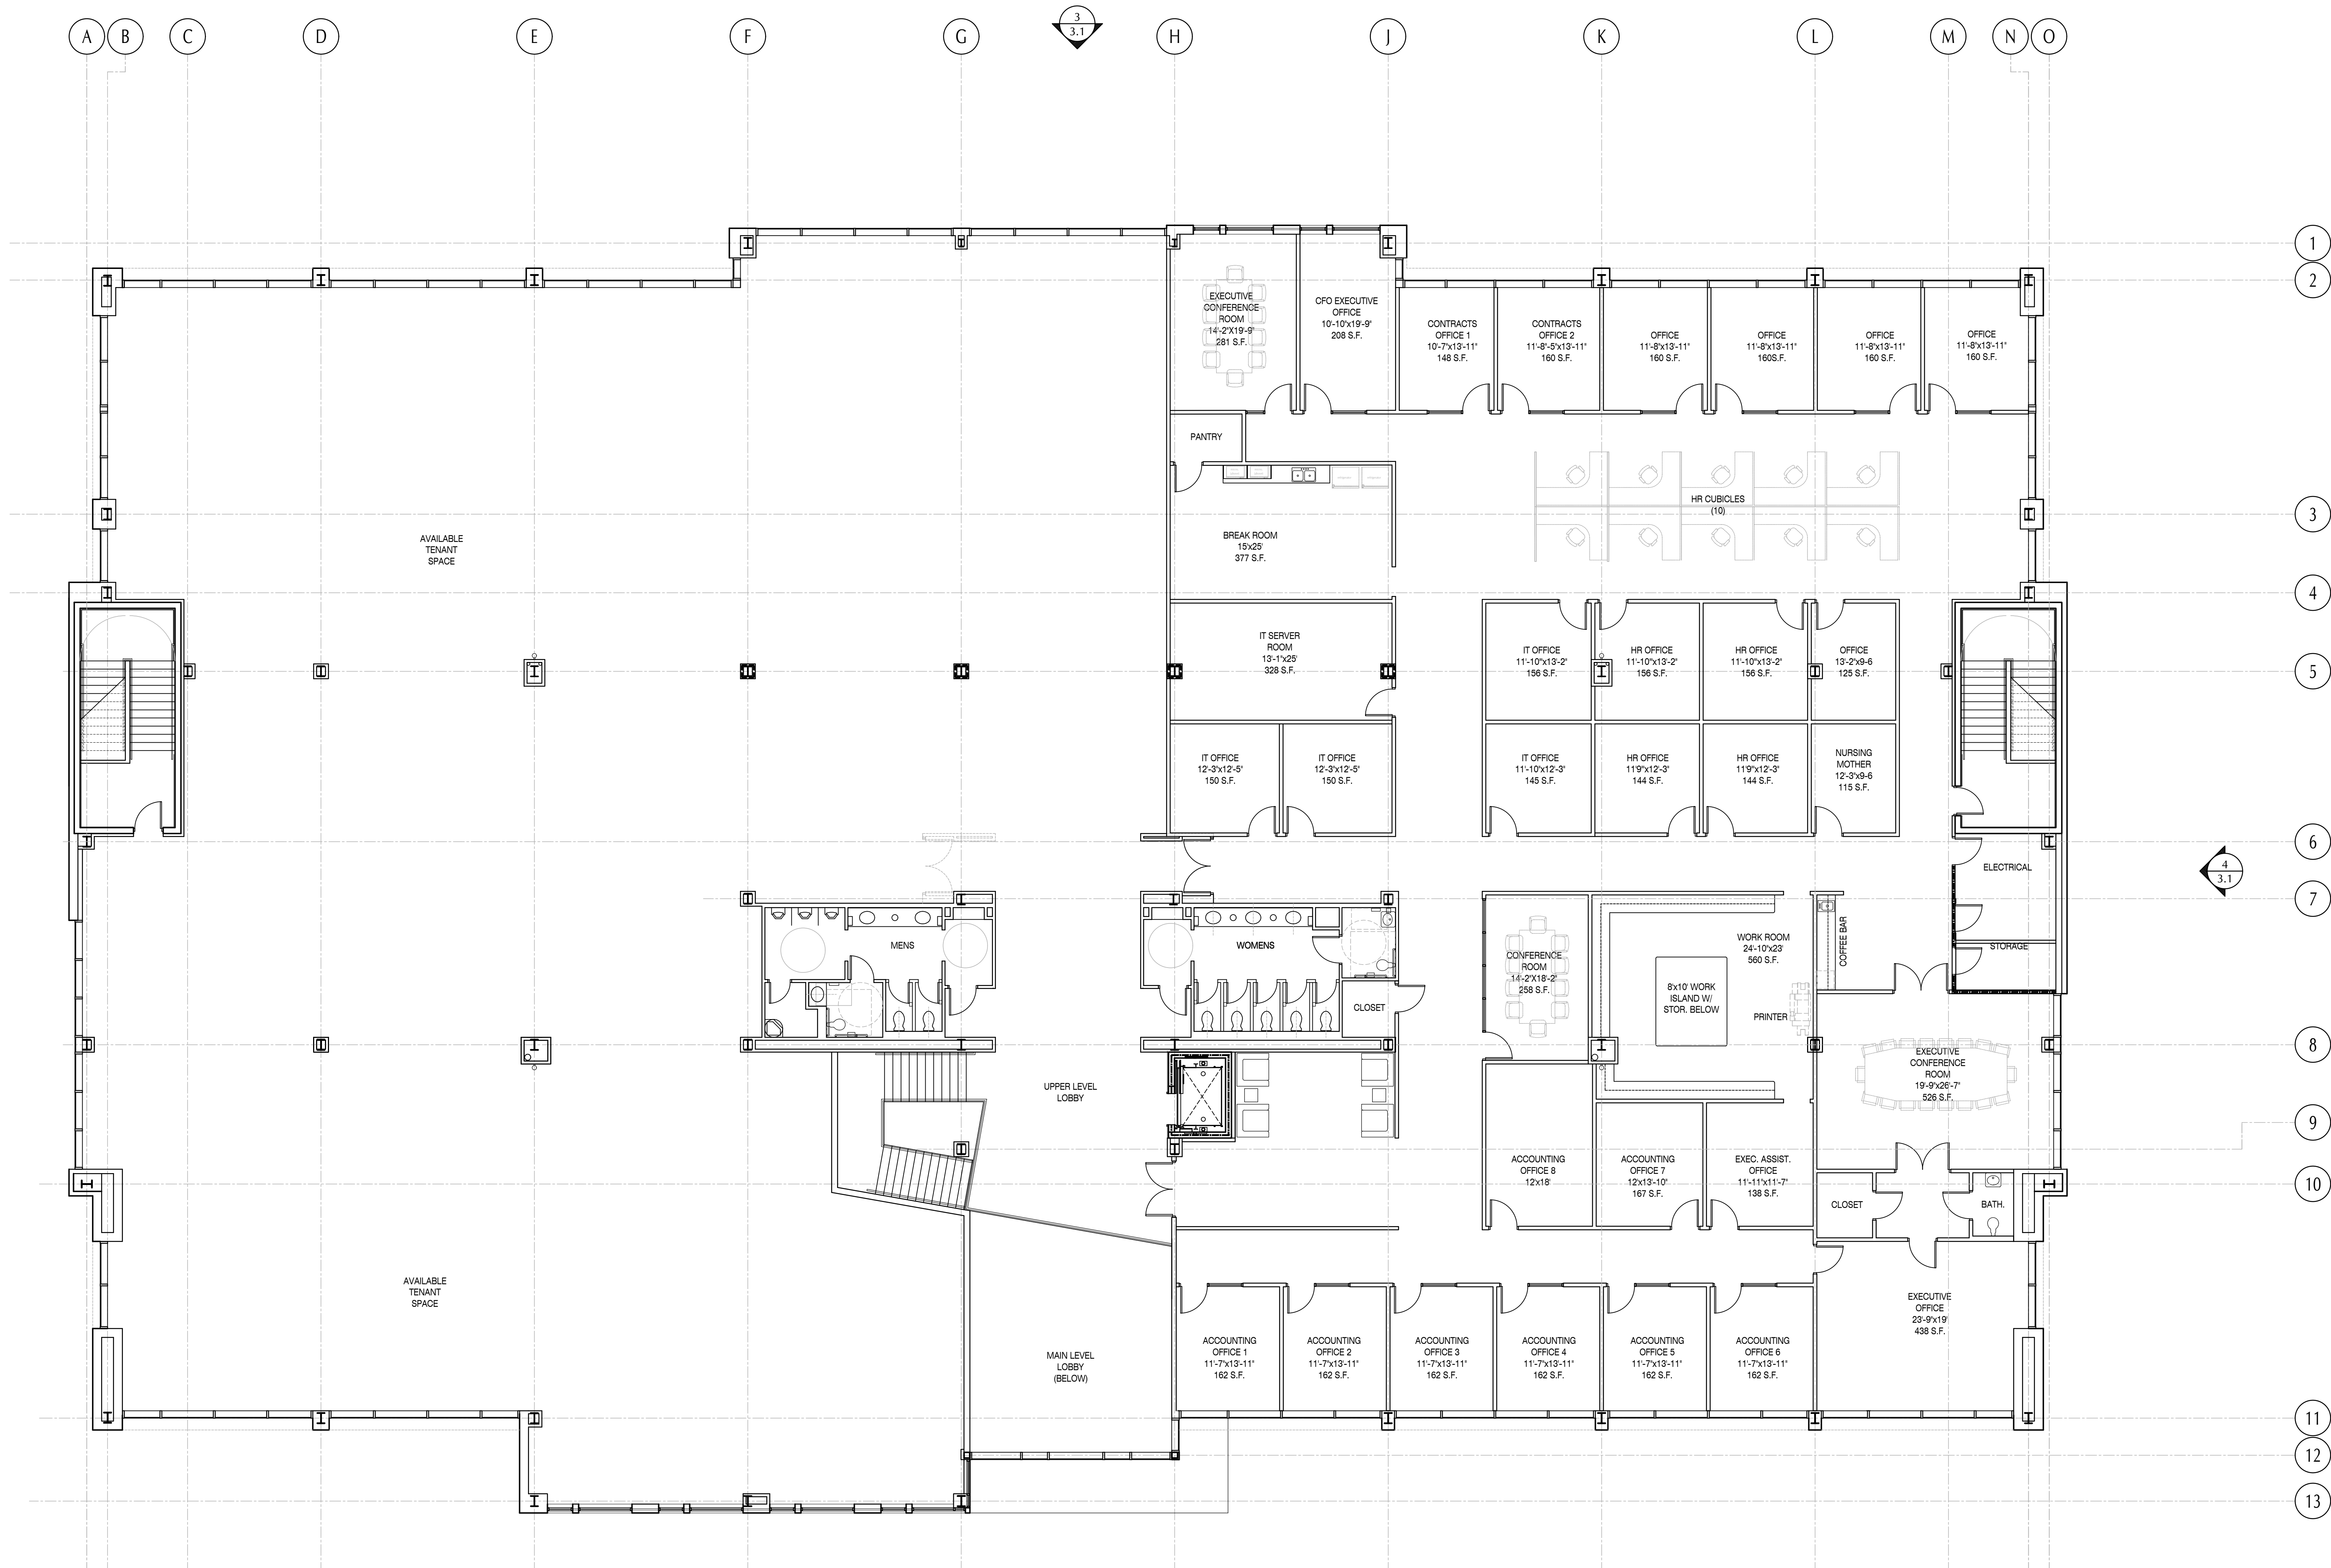 A
B
C
D
E
F
G
3
3.1
H
J
K
L
M
N
O
1
2
3
4
5
6
4
3.1
7
8
9
10
11
12
13
EXECUTIVE
CONFERENCE
ROOM
14'-2"X19'-9"
281 S.F.
CFO EXECUTIVE
OFFICE
10'-10"x19'-9"
208 S.F.
CONTRACTS
OFFICE 1
10'-7"x13'-11"
148 S.F.
CONTRACTS
OFFICE 2
11'-8"-5"x13'-11"
160 S.F.
OFFICE
11'-8"x13'-11"
160 S.F.
OFFICE
11'-8"x13'-11"
160S.F.
OFFICE
11'-8"x13'-11"
160 S.F.
OFFICE
11'-8"x13'-11"
160 S.F.
PANTRY
HR CUBICLES
(10)
AVAILABLE
TENANT
SPACE
BREAK ROOM
15'x25'
377 S.F.
IT SERVER
ROOM
13'-1"x25'
328 S.F.
IT OFFICE
11'-10"x13'-2"
156 S.F.
HR OFFICE
11'-10"x13'-2"
156 S.F.
HR OFFICE
11'-10"x13'-2"
156 S.F.
OFFICE
13'-2"x9-6
125 S.F.
IT OFFICE
12'-3"x12'-5"
150 S.F.
IT OFFICE
12'-3"x12'-5"
150 S.F.
IT OFFICE
11'-10"x12'-3"
145 S.F.
HR OFFICE
11'9"x12'-3"
144 S.F.
HR OFFICE
11'9"x12'-3"
144 S.F.
NURSING
MOTHER
12'-3"x9-6
115 S.F.
ELECTRICAL
STORAGE
MENS
WOMENS
CLOSET
CONFERENCE
ROOM
14'-2"X18'-2"
258 S.F.
WORK ROOM
24'-10"x23'
560 S.F.
8'x10' WORK
ISLAND W/
STOR. BELOW
PRINTER
COFFEE BAR
EXECUTIVE
CONFERENCE
ROOM
19'-9"x26'-7"
526 S.F.
UPPER LEVEL
LOBBY
ACCOUNTING
OFFICE 8
12'x18'
ACCOUNTING
OFFICE 7
12'x13'-10"
167 S.F.
EXEC. ASSIST.
OFFICE
11'-11"x11'-7"
138 S.F.
CLOSET
BATH.
AVAILABLE
TENANT
SPACE
MAIN LEVEL
LOBBY
(BELOW)
ACCOUNTING
OFFICE 1
11'-7"x13'-11"
162 S.F.
ACCOUNTING
OFFICE 2
11'-7"x13'-11"
162 S.F.
ACCOUNTING
OFFICE 3
11'-7"x13'-11"
162 S.F.
ACCOUNTING
OFFICE 4
11'-7"x13'-11"
162 S.F.
ACCOUNTING
OFFICE 5
11'-7"x13'-11"
162 S.F.
ACCOUNTING
OFFICE 6
11'-7"x13'-11"
162 S.F.
EXECUTIVE
OFFICE
23'-9"x19'
438 S.F.